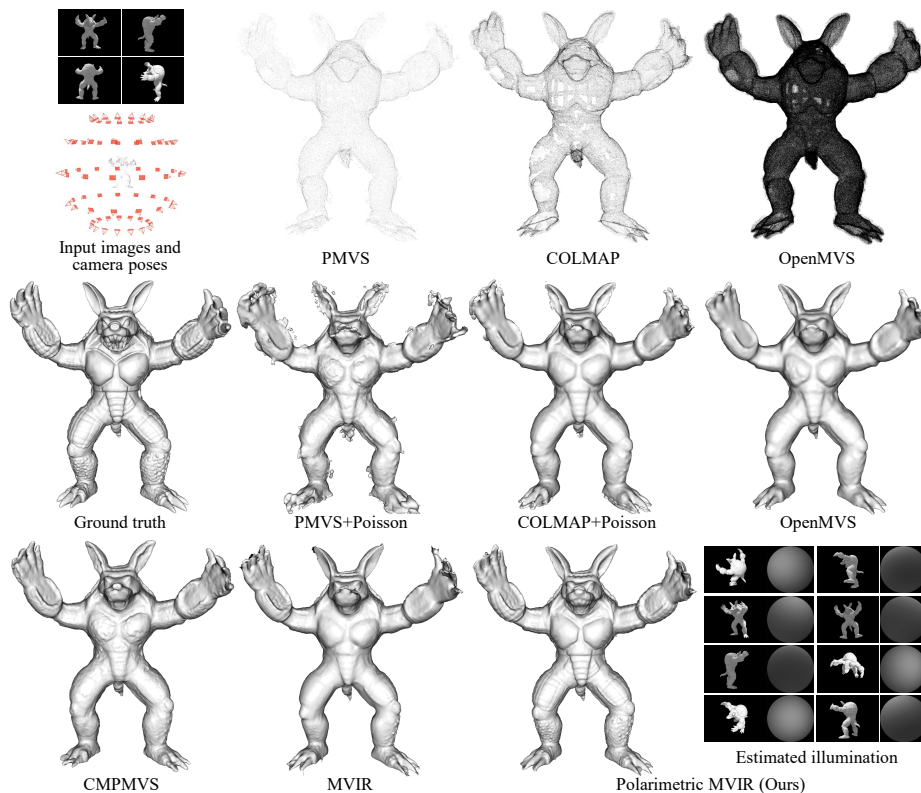 Input images and
camera poses
PMVS
COLMAP
OpenMVS
Ground truth
PMVS+Poisson
COLMAP+Poisson
OpenMVS
CMPMVS
MVIR
Polarimetric MVIR (Ours)
Estimated illumination